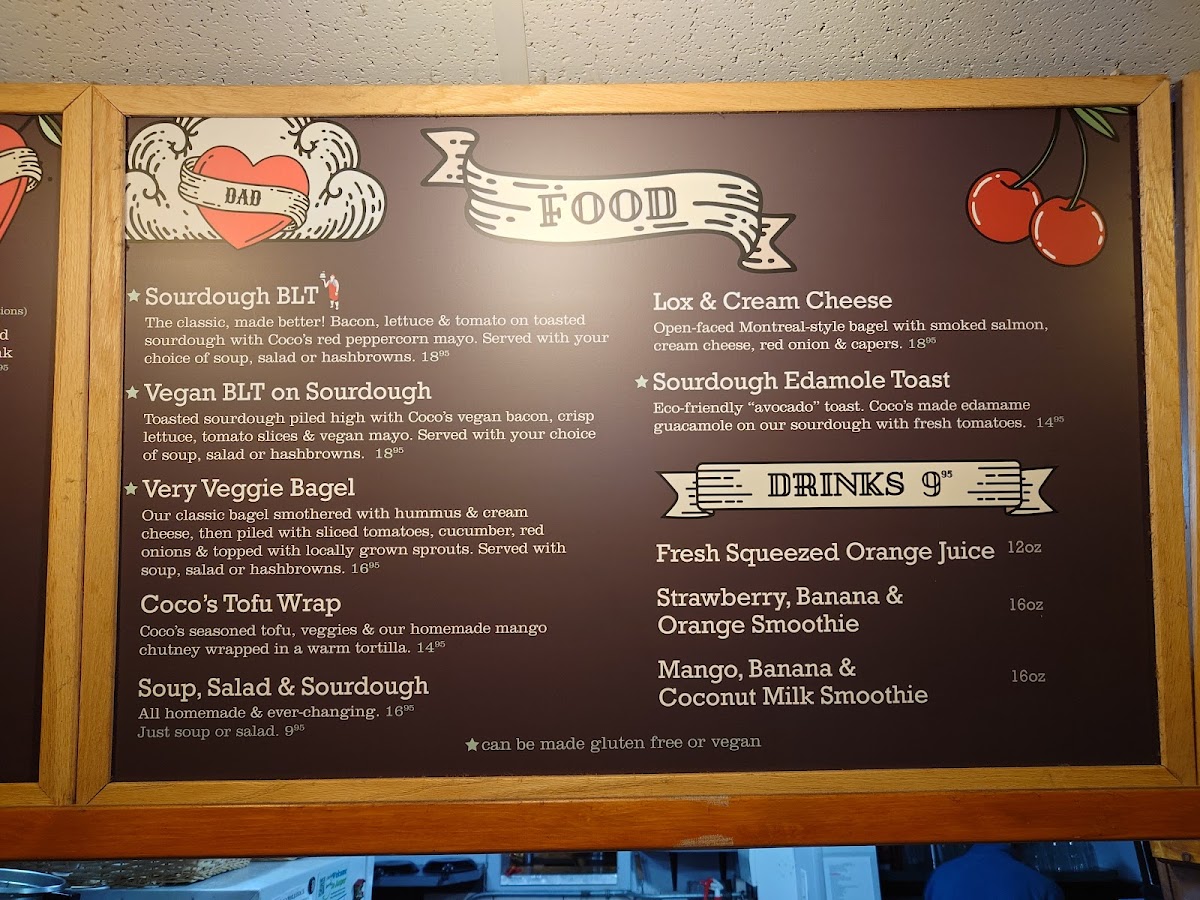 ions)
DAD
FOOD
★ Sourdough BLT
The classic, made better! Bacon, lettuce & tomato on toasted
sourdough with Coco's red peppercorn mayo. Served with your
choice of soup, salad or hashbrowns. 18⁹⁵
★ Vegan BLT on Sourdough
Toasted sourdough piled high with Coco's vegan bacon, crisp
lettuce, tomato slices & vegan mayo. Served with your choice
of soup, salad or hashbrowns. 18⁹⁵
★ Very Veggie Bagel
Our classic bagel smothered with hummus & cream
cheese, then piled with sliced tomatoes, cucumber, red
onions & topped with locally grown sprouts. Served with
soup, salad or hashbrowns. 16⁹⁵
Coco's Tofu Wrap
Coco's seasoned tofu, veggies & our homemade mango
chutney wrapped in a warm tortilla. 14⁹⁵
Soup, Salad & Sourdough
All homemade & ever-changing. 16⁹⁵
Just soup or salad. 9⁹⁵
Lox & Cream Cheese
Open-faced Montreal-style bagel with smoked salmon,
cream cheese, red onion & capers. 18⁹⁵
★ Sourdough Edamole Toast
Eco-friendly “avocado” toast. Coco's made edamame
guacamole on our sourdough with fresh tomatoes. 14⁹⁵
DRINKS 9⁹⁵
Fresh Squeezed Orange Juice 12oz
Strawberry, Banana &
Orange Smoothie 16oz
Mango, Banana &
Coconut Milk Smoothie 16oz
★ can be made gluten free or vegan